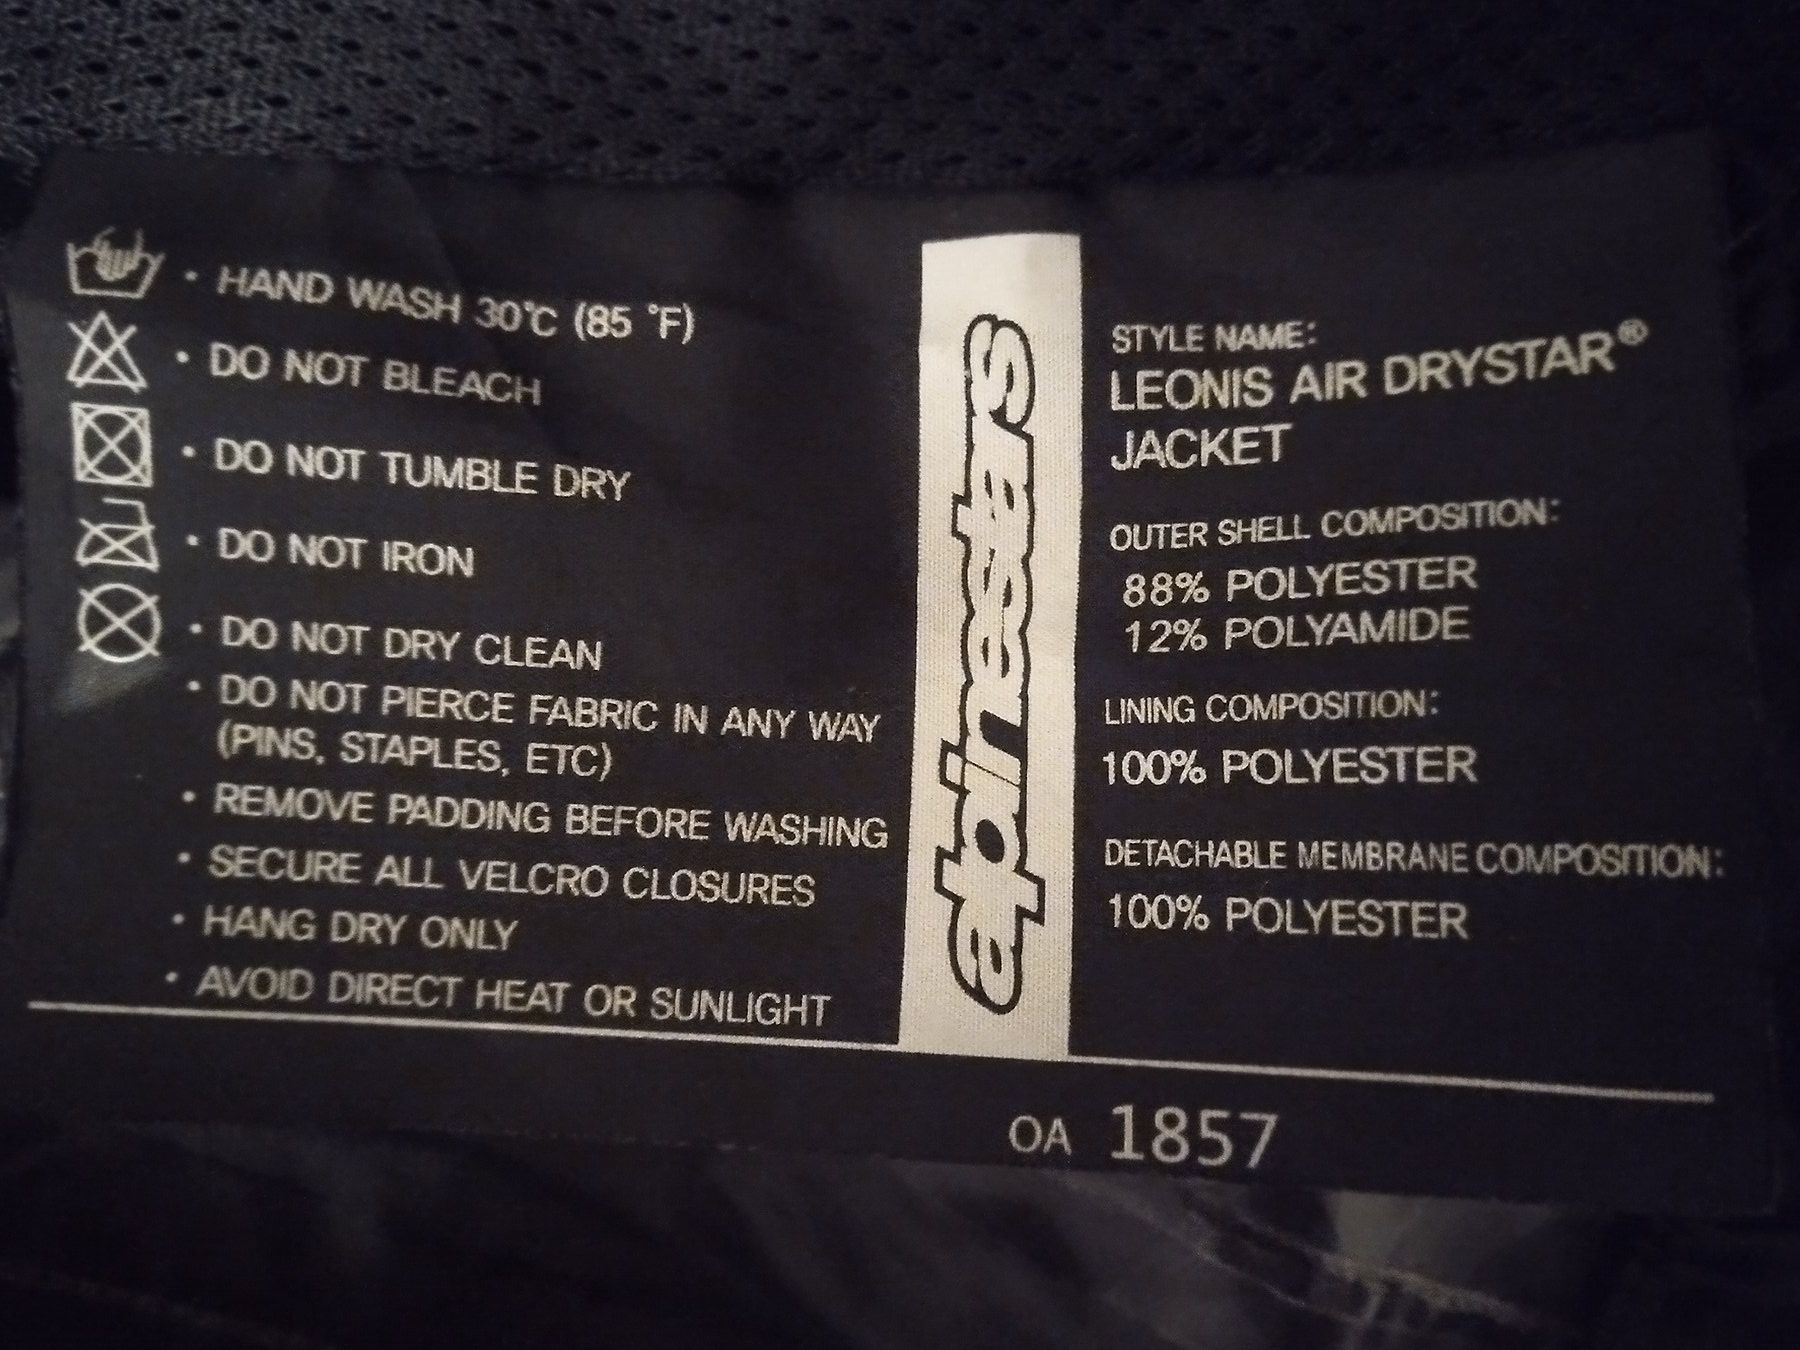 · HAND WASH 30°C (85 °F)
· DO NOT BLEACH
· DO NOT TUMBLE DRY
· DO NOT IRON
· DO NOT DRY CLEAN
· DO NOT PIERCE FABRIC IN ANY WAY
(PINS, STAPLES, ETC)
· REMOVE PADDING BEFORE WASHING
· SECURE ALL VELCRO CLOSURES
· HANG DRY ONLY
· AVOID DIRECT HEAT OR SUNLIGHT
alpinestars
STYLE NAME:
LEONIS AIR DRYSTAR®
JACKET
OUTER SHELL COMPOSITION:
88% POLYESTER
12% POLYAMIDE
LINING COMPOSITION:
100% POLYESTER
DETACHABLE MEMBRANE COMPOSITION:
100% POLYESTER
OA 1857